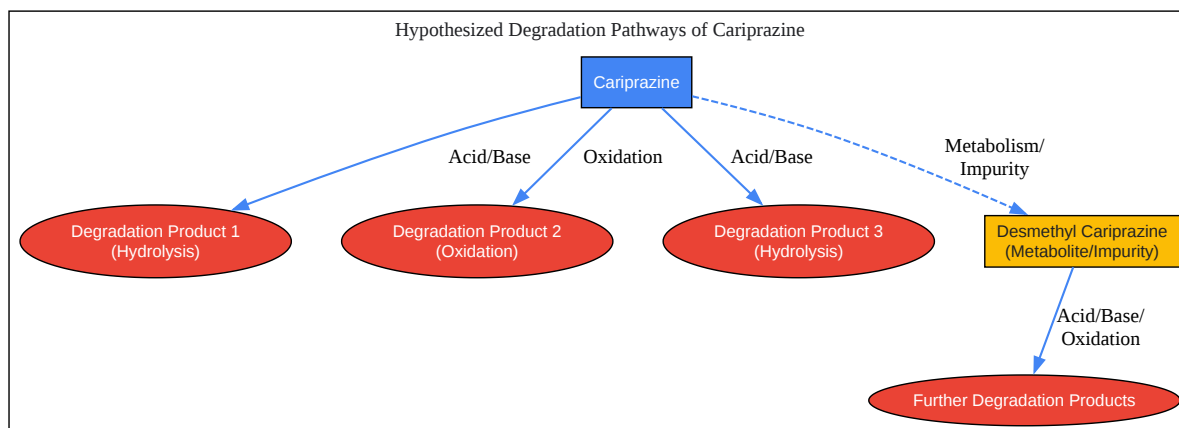 Hypothesized Degradation Pathways of Cariprazine
Cariprazine
Acid/Base
Oxidation
Acid/Base
Metabolism/
Impurity
Degradation Product 1
(Hydrolysis)
Degradation Product 2
(Oxidation)
Degradation Product 3
(Hydrolysis)
Desmethyl Cariprazine
(Metabolite/Impurity)
Acid/Base/
Oxidation
Further Degradation Products